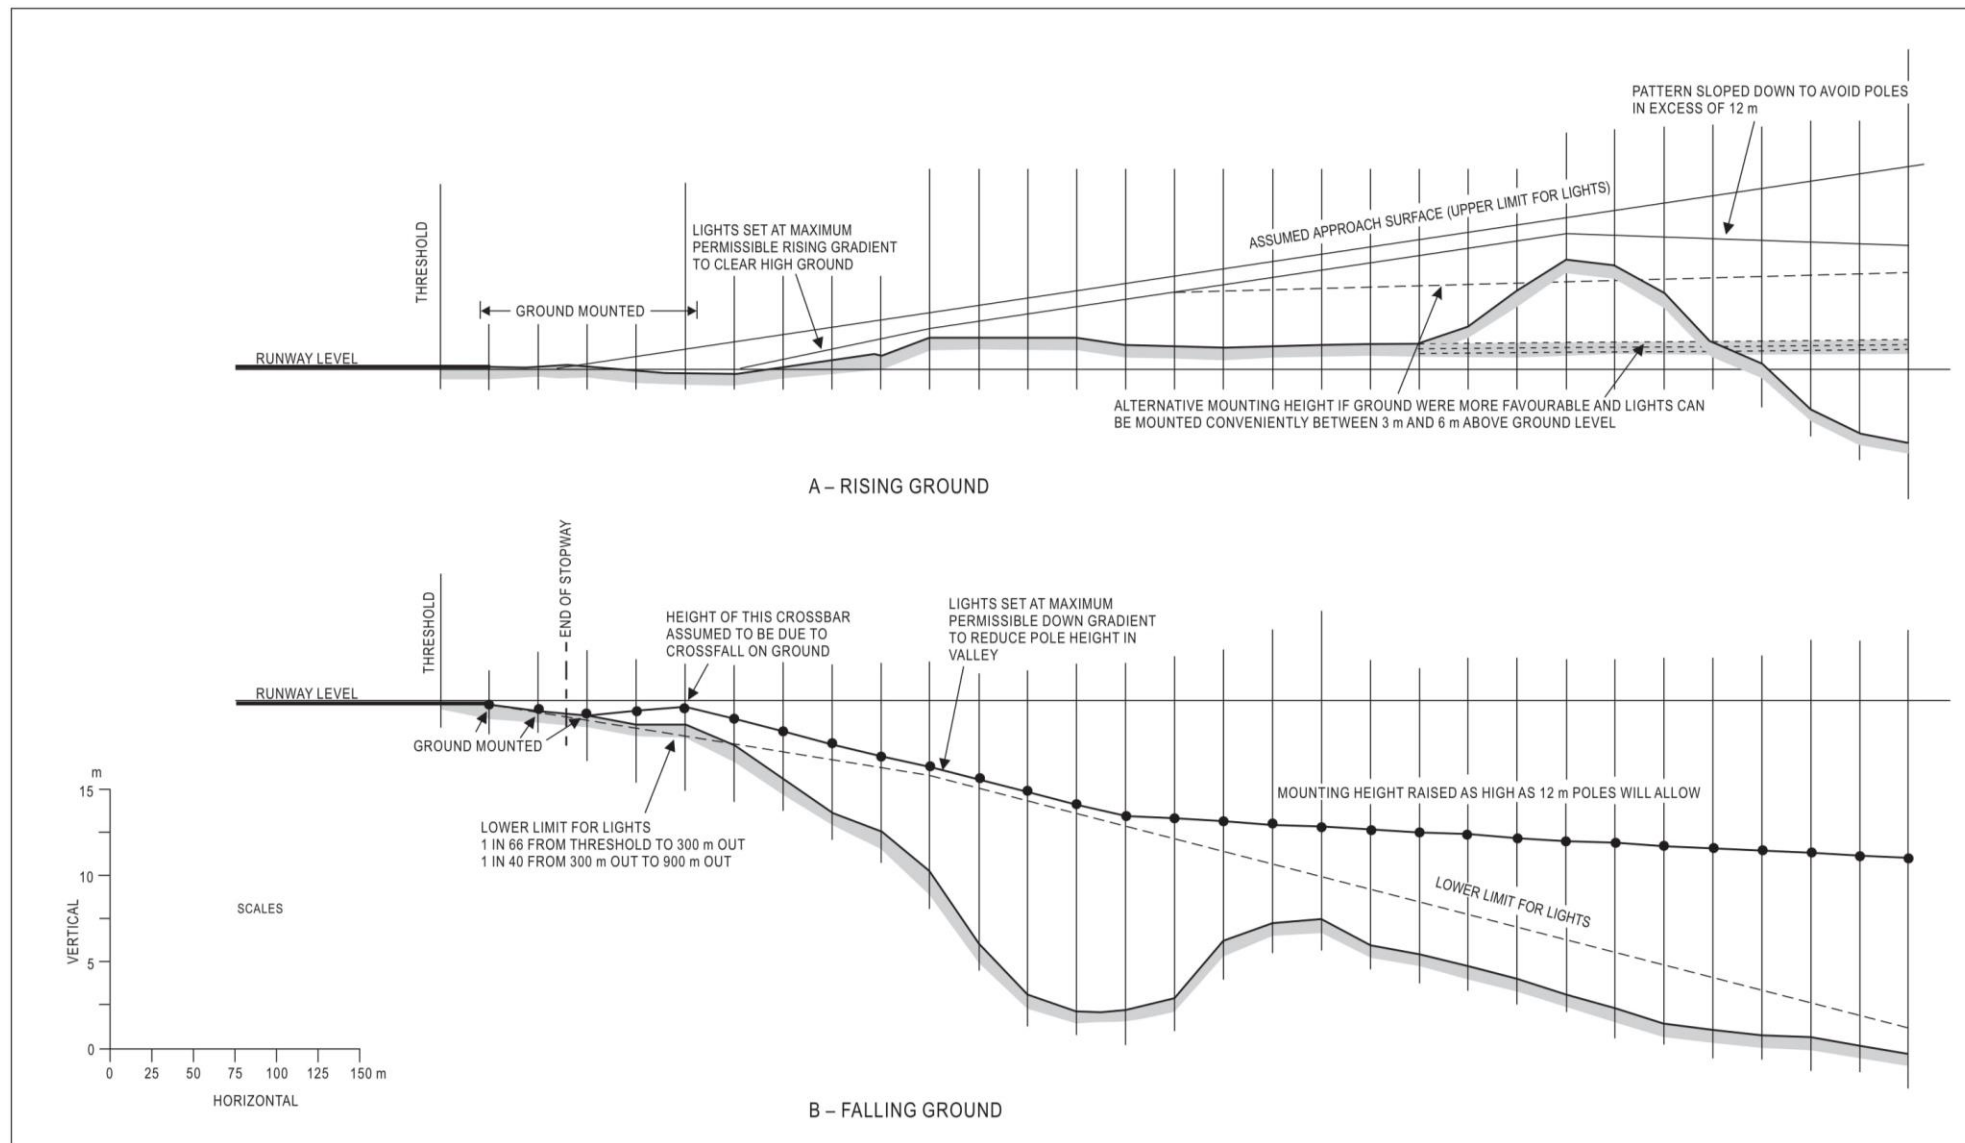 PATTERN SLOPED DOWN TO AVOID POLES
IN EXCESS OF 12 m
ASSUMED APPROACH SURFACE (UPPER LIMIT FOR LIGHTS)
LIGHTS SET AT MAXIMUM
PERMISSIBLE RISING GRADIENT
TO CLEAR HIGH GROUND
THRESHOLD
GROUND MOUNTED
RUNWAY LEVEL
ALTERNATIVE MOUNTING HEIGHT IF GROUND WERE MORE FAVOURABLE AND LIGHTS CAN
BE MOUNTED CONVENIENTLY BETWEEN 3 m AND 6 m ABOVE GROUND LEVEL
A – RISING GROUND
END OF STOPWAY
THRESHOLD
HEIGHT OF THIS CROSSBAR
ASSUMED TO BE DUE TO
CROSSFALL ON GROUND
LIGHTS SET AT MAXIMUM
PERMISSIBLE DOWN GRADIENT
TO REDUCE POLE HEIGHT IN
VALLEY
RUNWAY LEVEL
GROUND MOUNTED
MOUNTING HEIGHT RAISED AS HIGH AS 12 m POLES WILL ALLOW
LOWER LIMIT FOR LIGHTS
1 IN 66 FROM THRESHOLD TO 300 m OUT
1 IN 40 FROM 300 m OUT TO 900 m OUT
LOWER LIMIT FOR LIGHTS
m
15
10
5
0
VERTICAL
SCALES
0 25 50 75 100 125 150 m
HORIZONTAL
B – FALLING GROUND